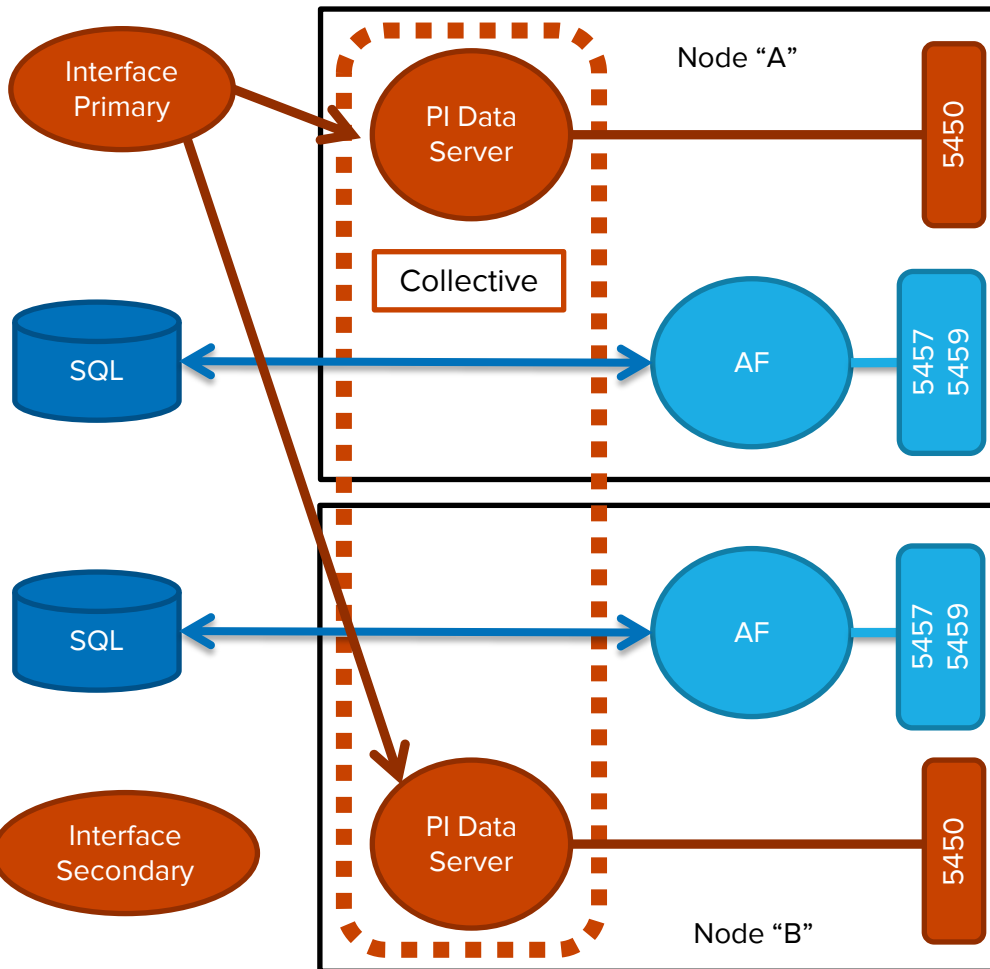 Interface
Primary
PI Data
Server
Node “A”
5450
Collective
SQL
AF
5457
5459
SQL
AF
5457
5459
Interface
Secondary
PI Data
Server
5450
Node “B”